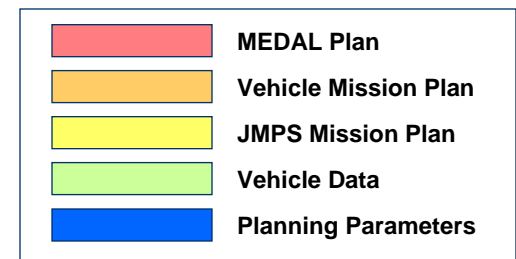 MEDAL Plan
Vehicle Mission Plan
JMPS Mission Plan
Vehicle Data
Planning Parameters